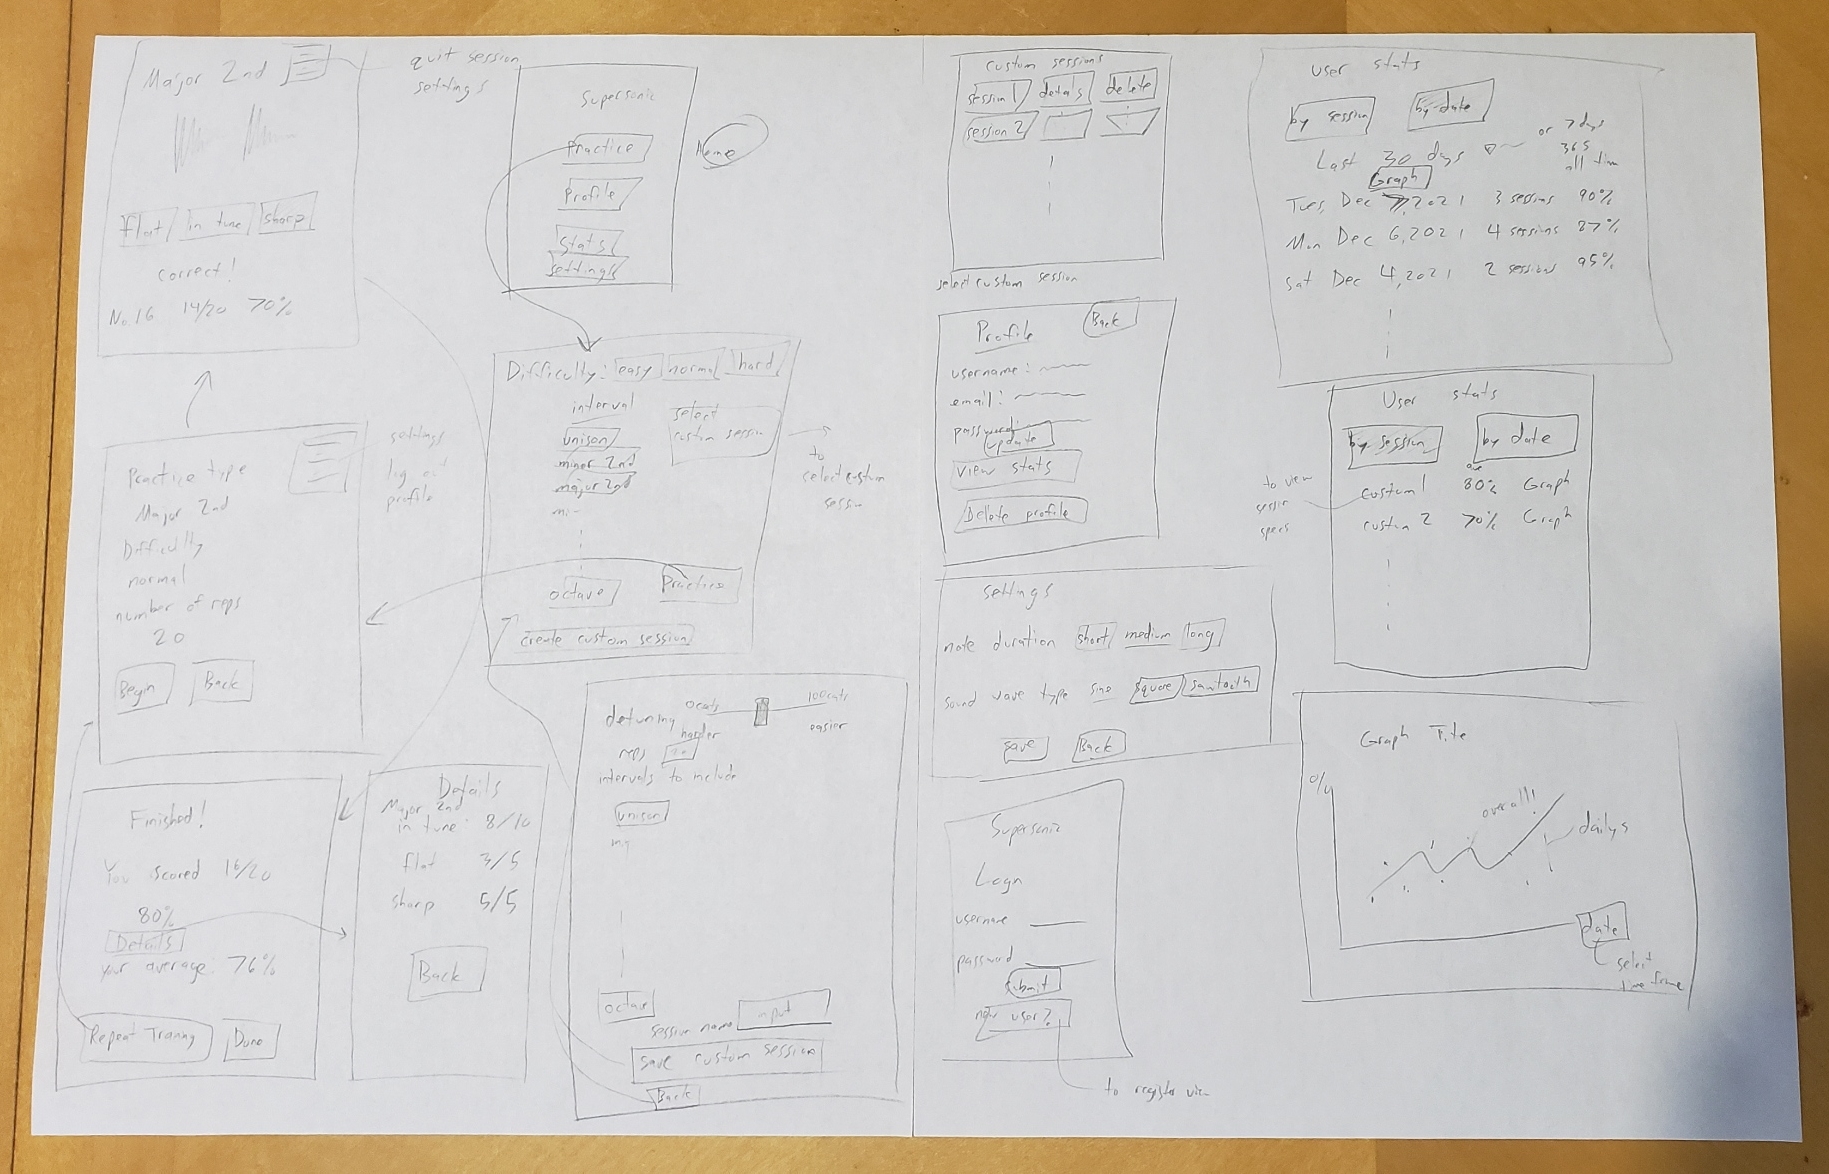 Major 2nd
quit session
settings
flat in tune sharp
correct!
No. 16 14/20 70%
Supersonic
Practice
Home
Profile
Stats
settings
Difficulty: easy normal hard
interval
unison
minor 2nd
major 2nd
mi-
octave
select
custom session
to
select custom
session
Practice
create custom session
Practice type
Major 2nd
Difficulty
normal
number of reps
20
Begin Back
settings
log out
profile
Finished!
You scored 16/20
80%
Details
your average: 76%
Repeat Training Done
Details
Major 2nd
in tune: 8/10
flat 3/5
sharp 5/5
Back
detuning 0cents 100cents
harder easier
reps 20
intervals to include
unison
octave
session name input
save custom session
Back
custom sessions
session 1 details delete
session 2
select custom session
Profile Back
username:
email:
password:
update
View stats
Delete profile
settings
note duration short medium long
sound wave type sine square sawtooth
save Back
Supersonic
Login
username
password
submit
new user?
to register view
User stats
by session by date
Last 30 days
or 7 days
365
all time
Graph
Tues, Dec 7, 2021 3 sessions 90%
Mon Dec 6, 2021 4 sessions 87%
Sat Dec 4, 2021 2 sessions 95%
User stats
by session by date
ave
custom 1 80% Graph
custom 2 70% Graph
to view
session
specs
Graph Title
%
overall!
dailys
date
select
time frame